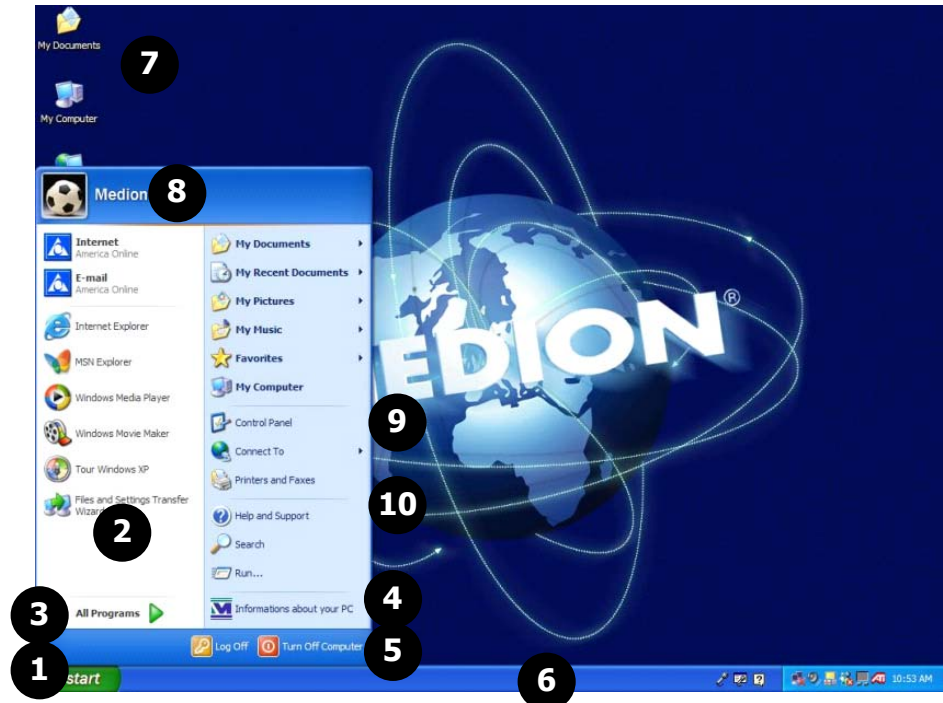 My Documents
7
My Computer
Medion
8
Internet
America Online
E-mail
America Online
Internet Explorer
MSN Explorer
Windows Media Player
Windows Movie Maker
Tour Windows XP
Files and Settings Transfer
Wizard
2
3
All Programs
My Documents
My Recent Documents
My Pictures
My Music
Favorites
My Computer
Control Panel
9
Connect To
Printers and Faxes
10
Help and Support
Search
Run...
Informations about your PC
4
Log Off
Turn Off Computer
5
1
start
6
10:53 AM
MEDION®
ATI